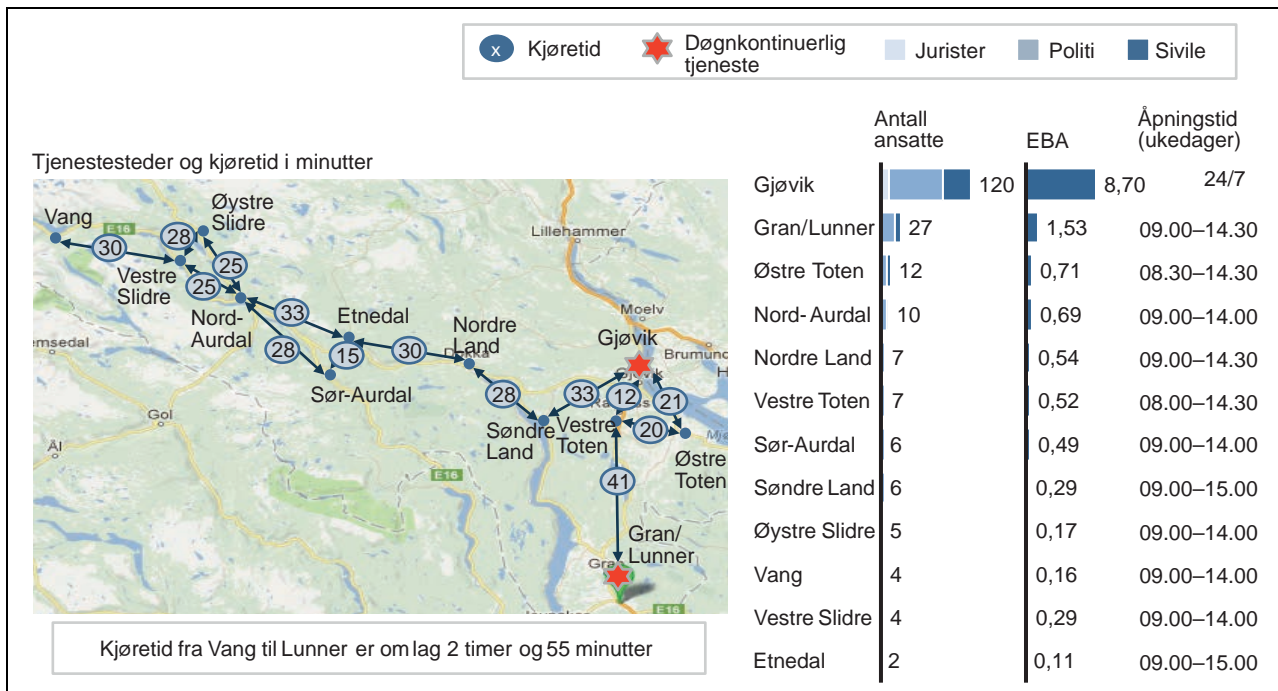 x Kjøretid
Døgnkontinuerlig
tjeneste
Jurister
Politi
Sivile
Tjenestesteder og kjøretid i minutter
Vang
E16
Øystre
Slidre
28
30
Vestre
Slidre
25
25
Nord-
Aurdal
33
Etnedal
28
15
Sør-Aurdal
30
Nordre
Land
Lillehammer
Moelv
Gjøvik
Gjøvik
28
33
12
21
Søndre
Land
Vestre
Toten
20
Østre
Toten
41
Gran/
Lunner
Gol
Ål
E16
E16
Kjøretid fra Vang til Lunner er om lag 2 timer og 55 minutter
Antall
ansatte
EBA
Åpningstid
(ukedager)
Gjøvik 120 8,70 24/7
Gran/Lunner 27 1,53 09.00–14.30
Østre Toten 12 0,71 08.30–14.30
Nord- Aurdal 10 0,69 09.00–14.00
Nordre Land 7 0,54 09.00–14.30
Vestre Toten 7 0,52 08.00–14.30
Sør-Aurdal 6 0,49 09.00–14.00
Søndre Land 6 0,29 09.00–15.00
Øystre Slidre 5 0,17 09.00–14.00
Vang 4 0,16 09.00–14.00
Vestre Slidre 4 0,29 09.00–14.00
Etnedal 2 0,11 09.00–15.00